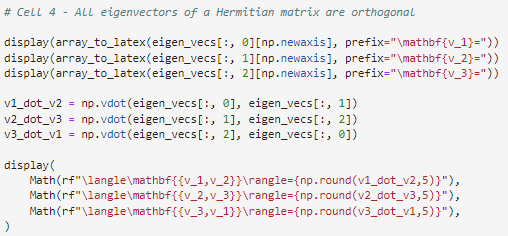 # Cell 4 - All eigenvectors of a Hermitian matrix are orthogonal
display(array_to_latex(eigen_vecs[:, 0][np.newaxis], prefix="\mathbf{v_1}="))
display(array_to_latex(eigen_vecs[:, 1][np.newaxis], prefix="\mathbf{v_2}="))
display(array_to_latex(eigen_vecs[:, 2][np.newaxis], prefix="\mathbf{v_3}="))
v1_dot_v2 = np.vdot(eigen_vecs[:, 0], eigen_vecs[:, 1])
v2_dot_v3 = np.vdot(eigen_vecs[:, 1], eigen_vecs[:, 2])
v3_dot_v1 = np.vdot(eigen_vecs[:, 2], eigen_vecs[:, 0])
display(
    Math(rf"\langle\mathbf{{v_1,v_2}}\rangle={np.round(v1_dot_v2,5)}"),
    Math(rf"\langle\mathbf{{v_2,v_3}}\rangle={np.round(v2_dot_v3,5)}"),
    Math(rf"\langle\mathbf{{v_3,v_1}}\rangle={np.round(v3_dot_v1,5)}"),
)